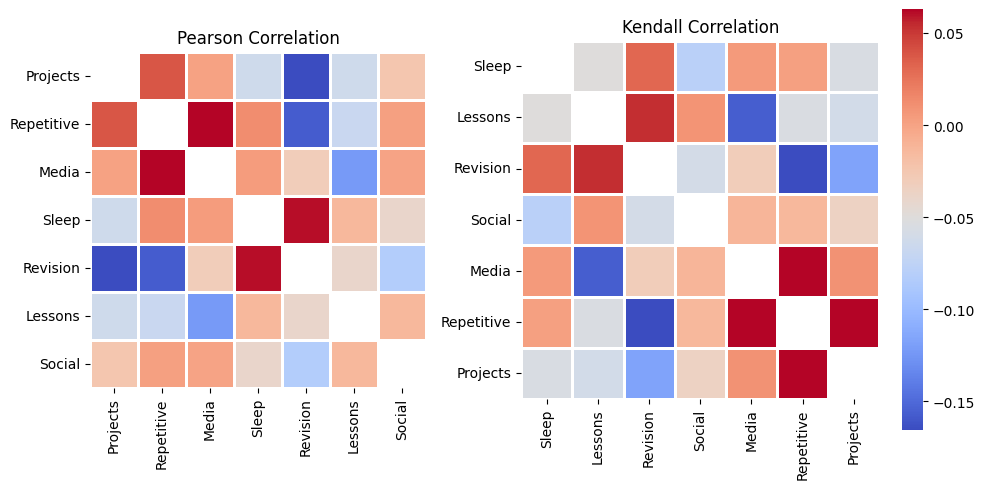 Pearson Correlation
Projects
Repetitive
Media
Sleep
Revision
Lessons
Social
Projects
Repetitive
Media
Sleep
Revision
Lessons
Social
Kendall Correlation
Sleep
Lessons
Revision
Social
Media
Repetitive
Projects
Sleep
Lessons
Revision
Social
Media
Repetitive
Projects
0.05
0.00
−0.05
−0.10
−0.15